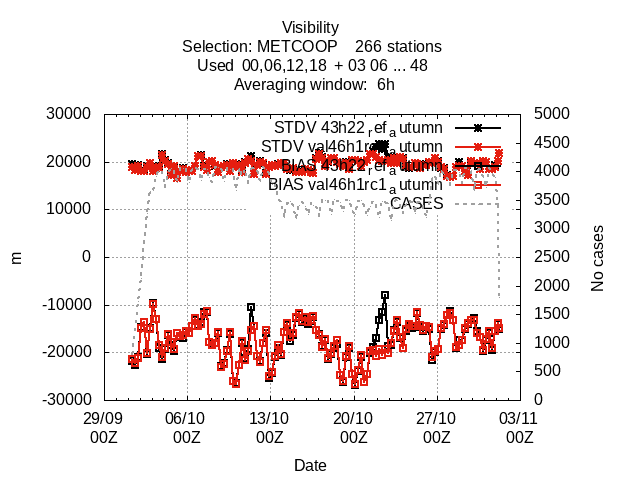 Visibility
Selection: METCOOP    266 stations
Used  00,06,12,18  + 03 06 ... 48
Averaging window:  6h
30000
20000
10000
0
-10000
-20000
-30000
5000
4500
4000
3500
3000
2500
2000
1500
1000
500
0
m
No cases
STDV 43h22_ref_autumn
STDV val46h1rc1_autumn
BIAS 43h22_ref_autumn
BIAS val46h1rc1_autumn
CASES
29/09 06/10 13/10 20/10 27/10 03/11
00Z 00Z 00Z 00Z 00Z 00Z
Date